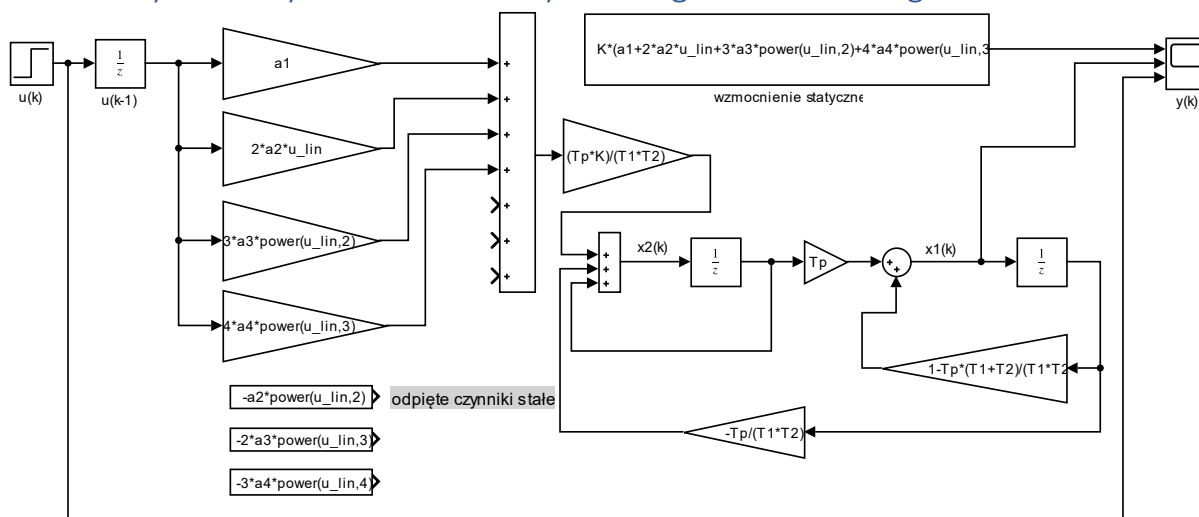 u(k)
1
z
u(k-1)
a1
2*a2*u_lin
3*a3*power(u_lin,2)
4*a4*power(u_lin,3)
+
+
+
+
+
+
+
K*(a1+2*a2*u_lin+3*a3*power(u_lin,2)+4*a4*power(u_lin,3
wzmocnienie statyczne
y(k)
(Tp*K)/(T1*T2)
+
+
+
x2(k)
1
z
Tp
+
+
x1(k)
1
z
1-Tp*(T1+T2)/(T1*T2
-Tp/(T1*T2)
-a2*power(u_lin,2)
odpięte czynniki stałe
-2*a3*power(u_lin,3)
-3*a4*power(u_lin,4)